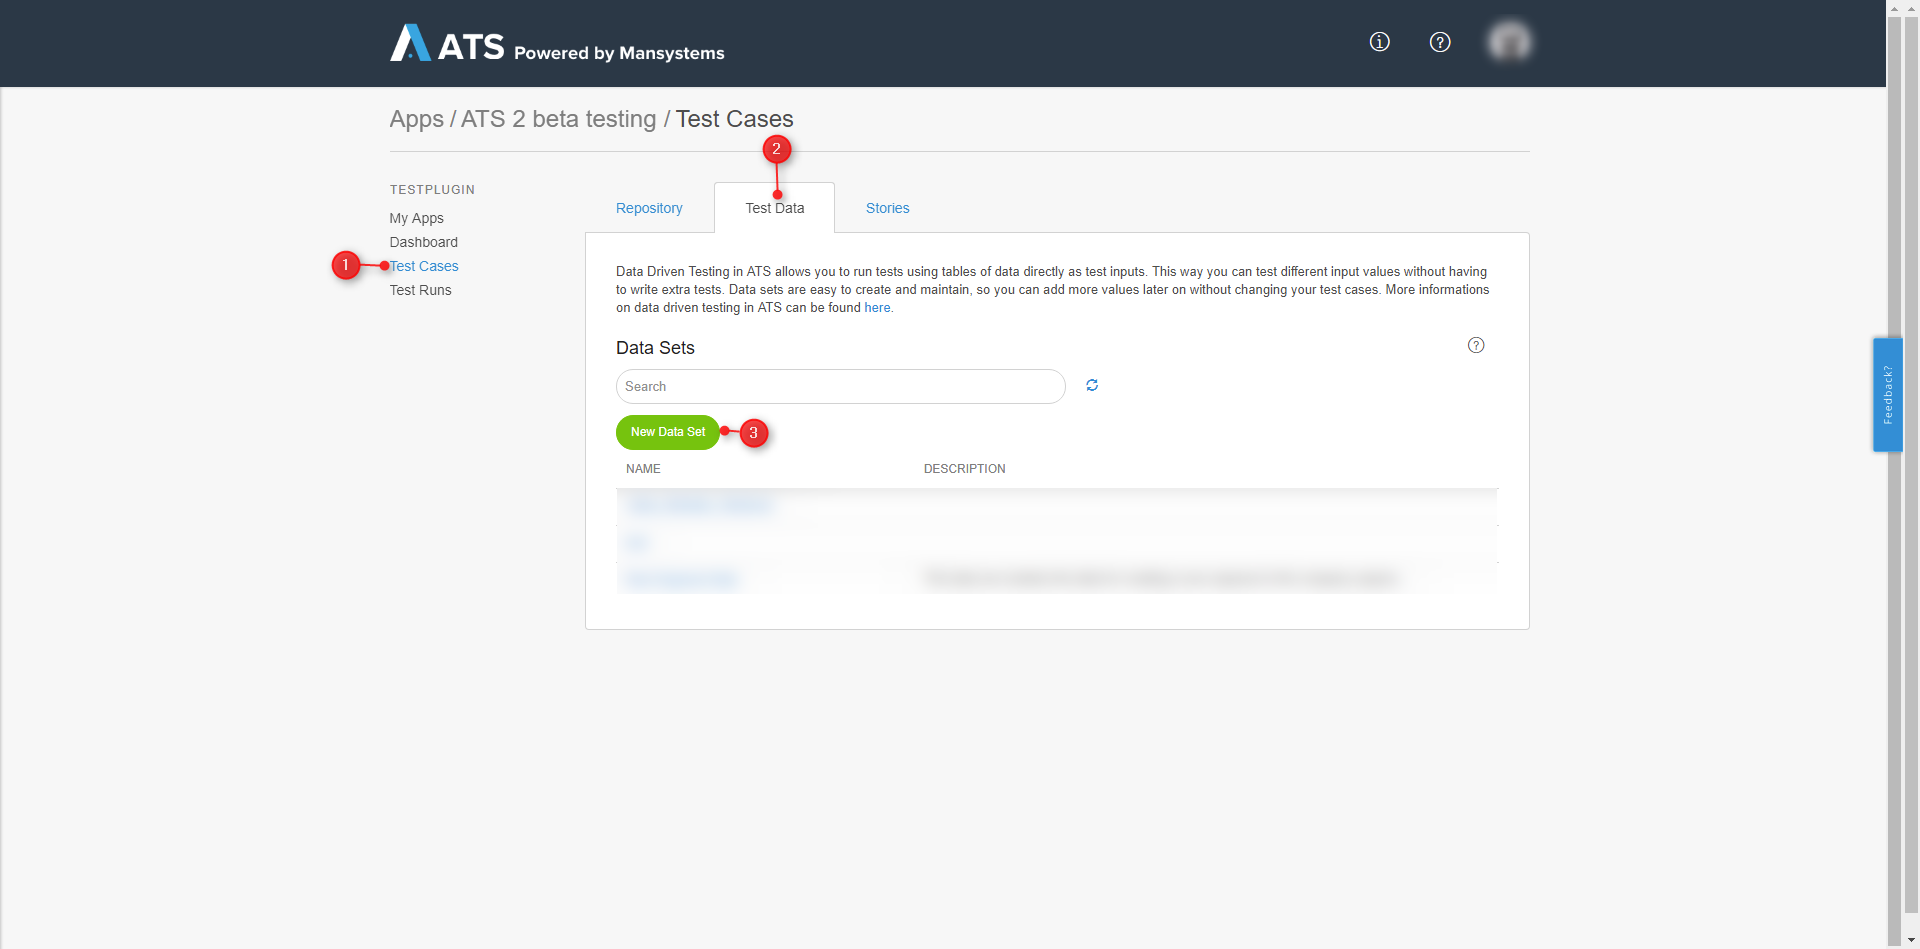 ATS Powered by Mansystems
Apps / ATS 2 beta testing / Test Cases
2
TESTPLUGIN
My Apps
Dashboard
1
Test Cases
Test Runs
Repository
Test Data
Stories
Data Driven Testing in ATS allows you to run tests using tables of data directly as test inputs. This way you can test different input values without having
to write extra tests. Data sets are easy to create and maintain, so you can add more values later on without changing your test cases. More informations
on data driven testing in ATS can be found here.
Data Sets
?
Search
New Data Set
3
NAME
DESCRIPTION
Feedback?